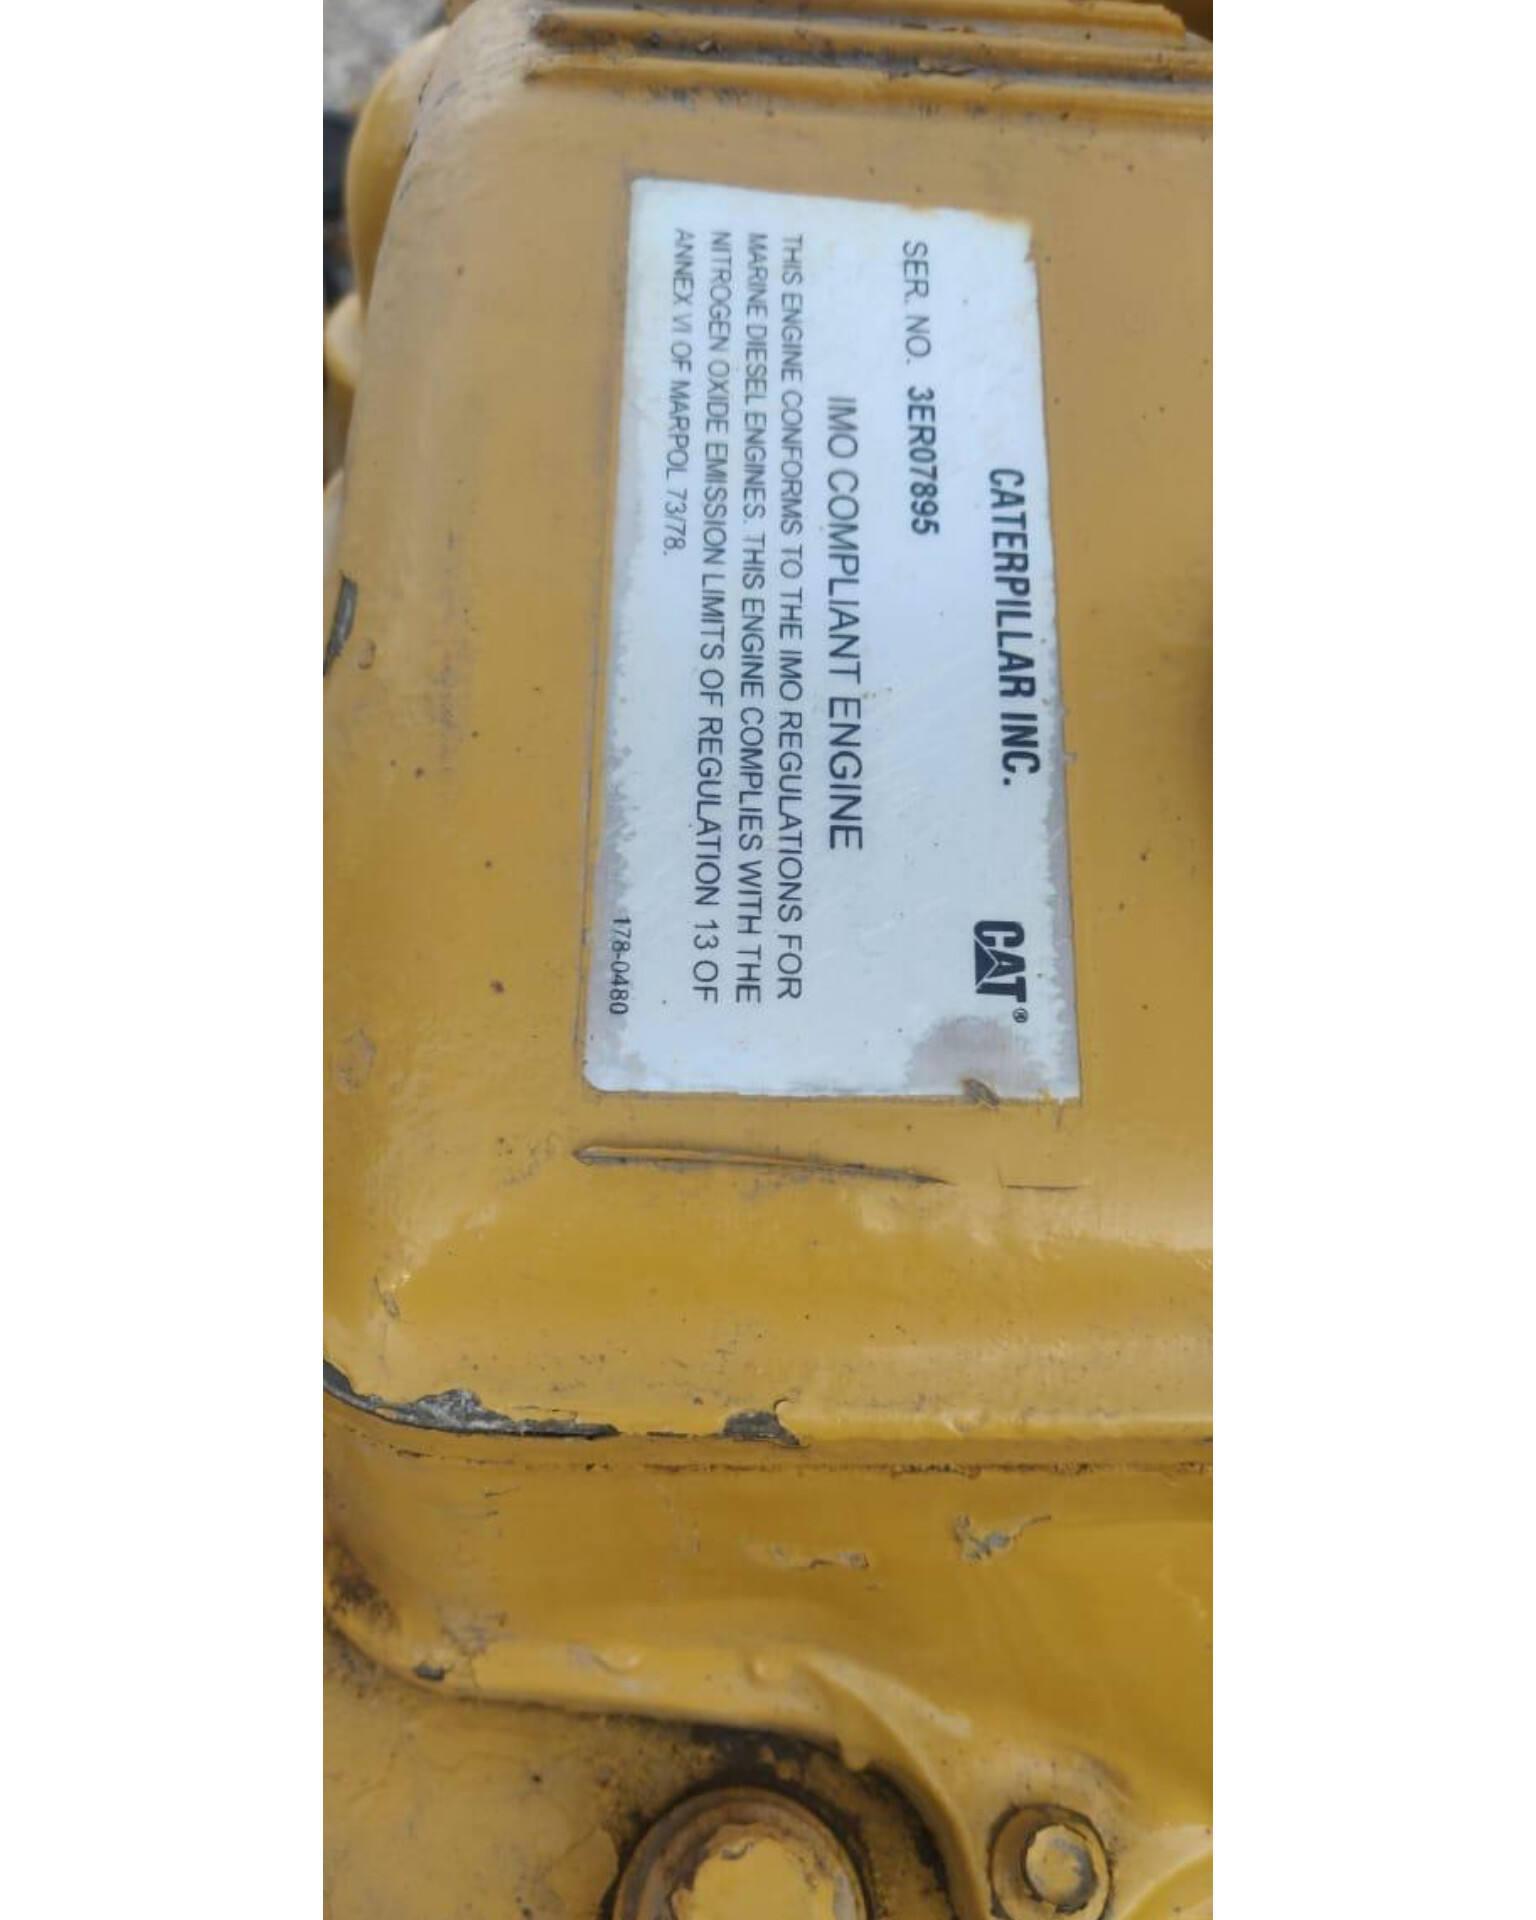 CATERPILLAR INC. CAT®
SER. NO. 3ER07895
IMO COMPLIANT ENGINE
THIS ENGINE CONFORMS TO THE IMO REGULATIONS FOR
MARINE DIESEL ENGINES. THIS ENGINE COMPLIES WITH THE
NITROGEN OXIDE EMISSION LIMITS OF REGULATION 13 OF
ANNEX VI OF MARPOL 73/78.
178-0480